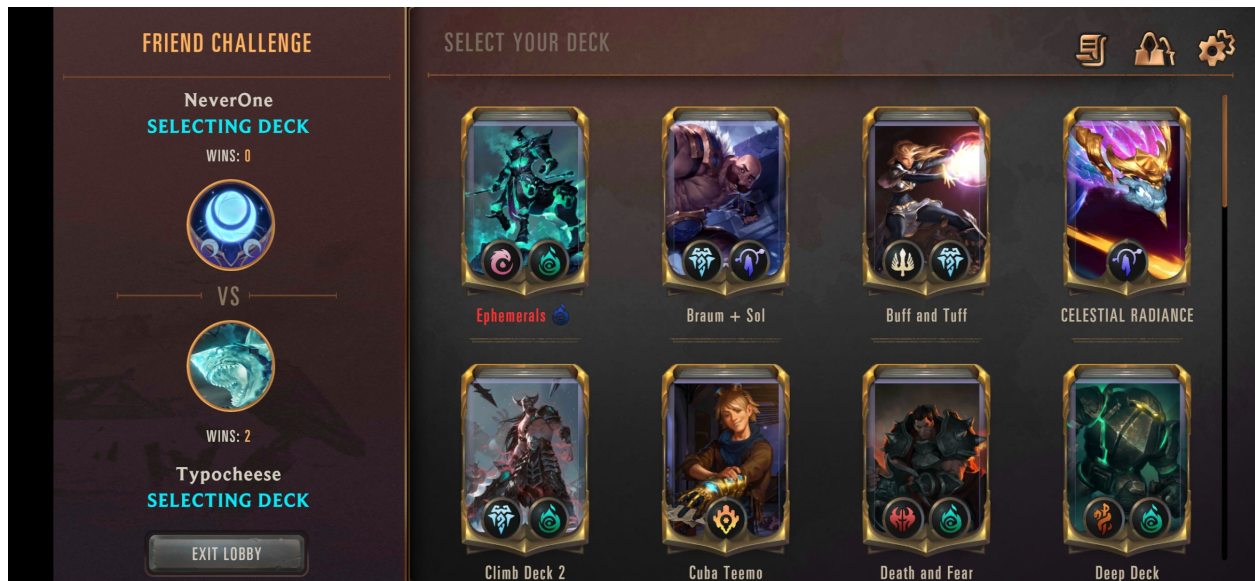 FRIEND CHALLENGE
NeverOne
SELECTING DECK
WINS: 0
VS
WINS: 2
Typocheese
SELECTING DECK
EXIT LOBBY
SELECT YOUR DECK
Ephemerals
Braum + Sol
Buff and Tuff
CELESTIAL RADIANCE
Climb Deck 2
Cuba Teemo
Death and Fear
Deep Deck